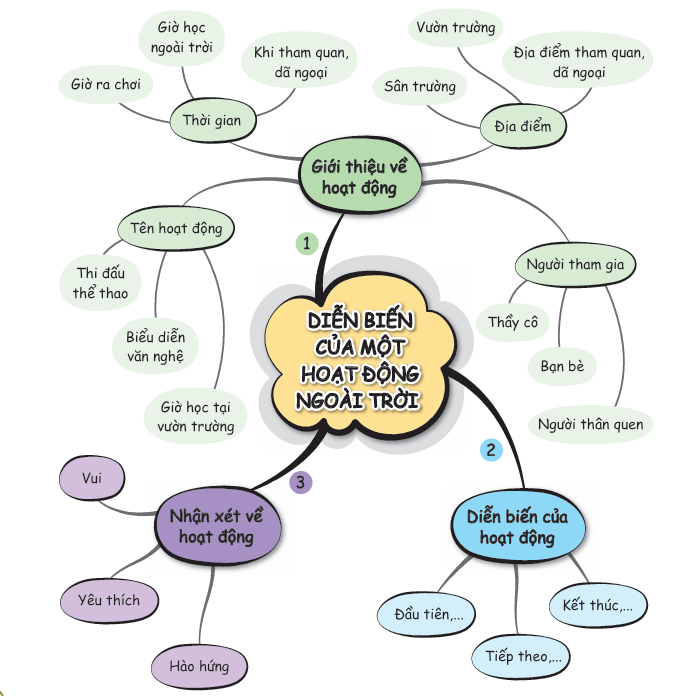 Giờ học
ngoài trời
Giờ ra chơi
Khi tham quan,
dã ngoại
Thời gian
Vườn trường
Địa điểm tham quan,
dã ngoại
Sân trường
Địa điểm
Giới thiệu về
hoạt động
1
Tên hoạt động
Thi đấu
thể thao
Biểu diễn
văn nghệ
Giờ học tại
vườn trường
Người tham gia
Thầy cô
Bạn bè
Người thân quen
DIỄN BIẾN
CỦA MỘT
HOẠT ĐỘNG
NGOÀI TRỜI
2
Diễn biến của
hoạt động
Đầu tiên,...
Tiếp theo,...
Kết thúc,...
3
Nhận xét về
hoạt động
Vui
Yêu thích
Hào hứng